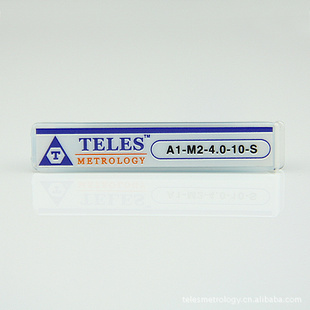 T
TELES™
METROLOGY
A1-M2-4.0-10-S
telesmetrology.cn.alibaba.com